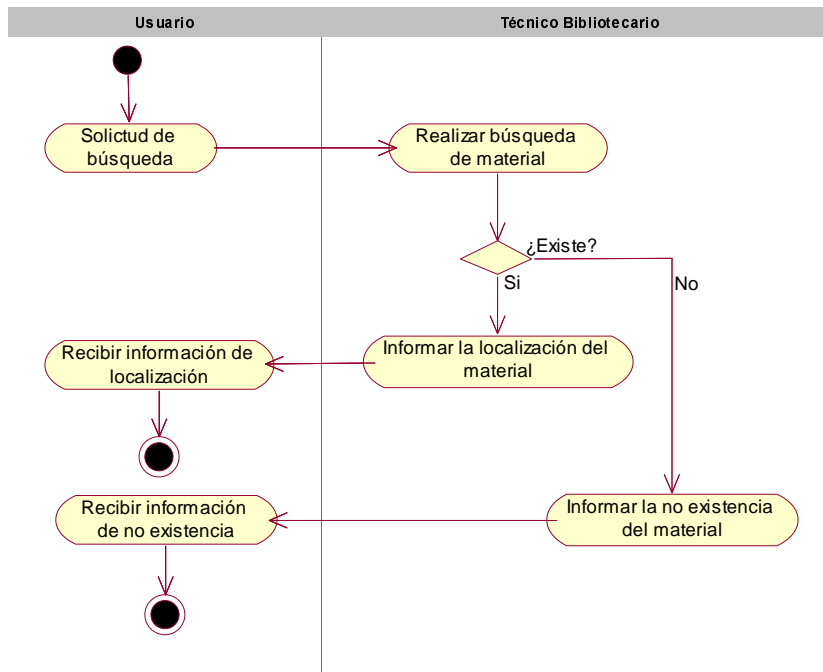 Usuario
Técnico Bibliotecario
Solictud de
búsqueda
Realizar búsqueda
de material
¿Existe?
Si
No
Recibir información de
localización
Informar la localización del
material
Recibir información
de no existencia
Informar la no existencia
del material